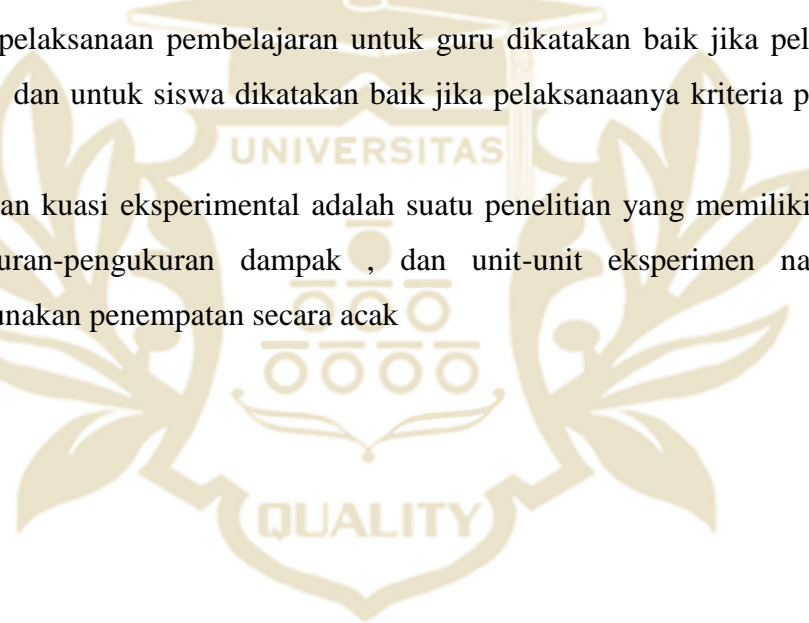 pelaksanaan pembelajaran untuk guru dikatakan baik jika pel
dan untuk siswa dikatakan baik jika pelaksanaanya kriteria p
UNIVERSITAS
an kuasi eksperimental adalah suatu penelitian yang memiliki
uran-pengukuran dampak , dan unit-unit eksperimen na
unakan penempatan secara acak
QUALITY